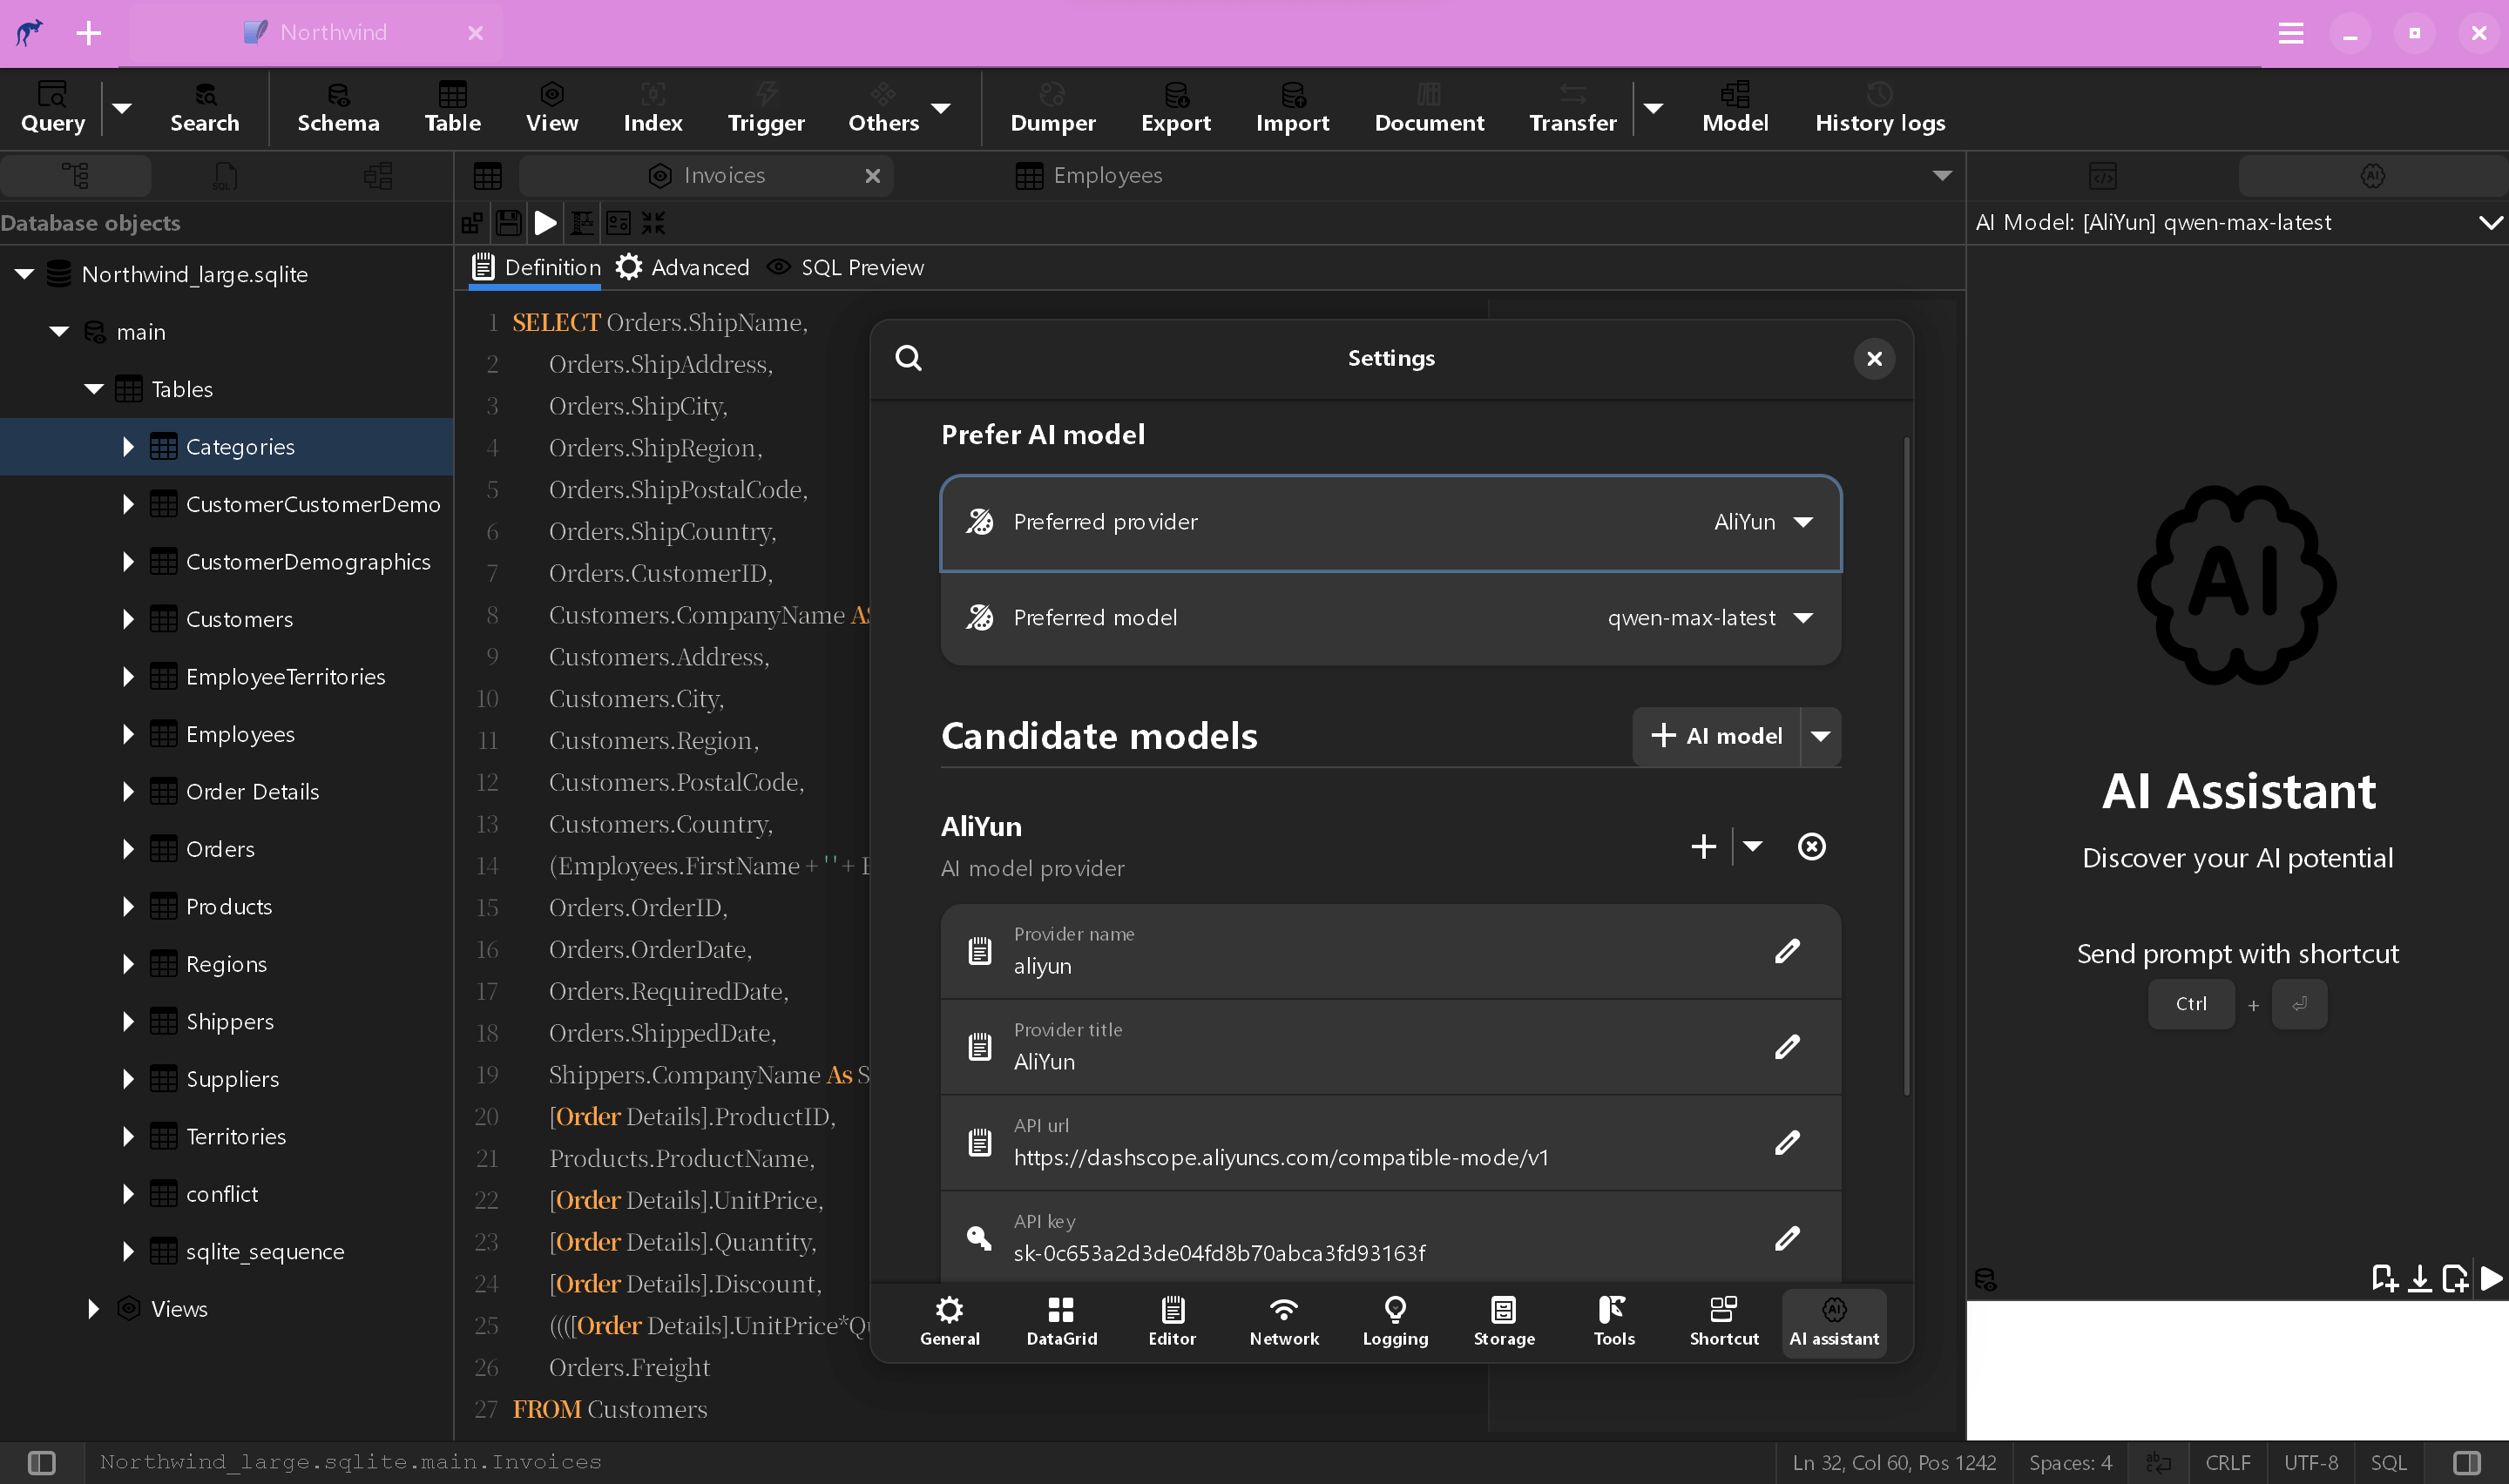 Northwind
Query
Search
Schema
Table
View
Index
Trigger
Others
Dumper
Export
Import
Document
Transfer
Model
History logs
Invoices
Employees
Database objects
AI Model: [AliYun] qwen-max-latest
Definition
Advanced
SQL Preview
Northwind_large.sqlite
main
Tables
Categories
CustomerCustomerDemo
CustomerDemographics
Customers
EmployeeTerritories
Employees
Order Details
Orders
Products
Regions
Shippers
Suppliers
Territories
conflict
sqlite_sequence
Views
1 SELECT Orders.ShipName,
2 Orders.ShipAddress,
3 Orders.ShipCity,
4 Orders.ShipRegion,
5 Orders.ShipPostalCode,
6 Orders.ShipCountry,
7 Orders.CustomerID,
8 Customers.CompanyName AS
9 Customers.Address,
10 Customers.City,
11 Customers.Region,
12 Customers.PostalCode,
13 Customers.Country,
14 (Employees.FirstName + ' ' +
15 Orders.OrderID,
16 Orders.OrderDate,
17 Orders.RequiredDate,
18 Orders.ShippedDate,
19 Shippers.CompanyName As S
20 [Order Details].ProductID,
21 Products.ProductName,
22 [Order Details].UnitPrice,
23 [Order Details].Quantity,
24 [Order Details].Discount,
25 ((([Order Details].UnitPrice*Qu
26 Orders.Freight
27 FROM Customers
Settings
Prefer AI model
Preferred provider
AliYun
Preferred model
qwen-max-latest
Candidate models
AI model
AliYun
AI model provider
Provider name
aliyun
Provider title
AliYun
API url
https://dashscope.aliyuncs.com/compatible-mode/v1
API key
sk-0c653a2d3de04fd8b70abca3fd93163f
General
DataGrid
Editor
Network
Logging
Storage
Tools
Shortcut
AI assistant
AI
AI Assistant
Discover your AI potential
Send prompt with shortcut
Ctrl + ⏎
Northwind_large.sqlite.main.Invoices
Ln 32, Col 60, Pos 1242
Spaces: 4
CRLF
UTF-8
SQL